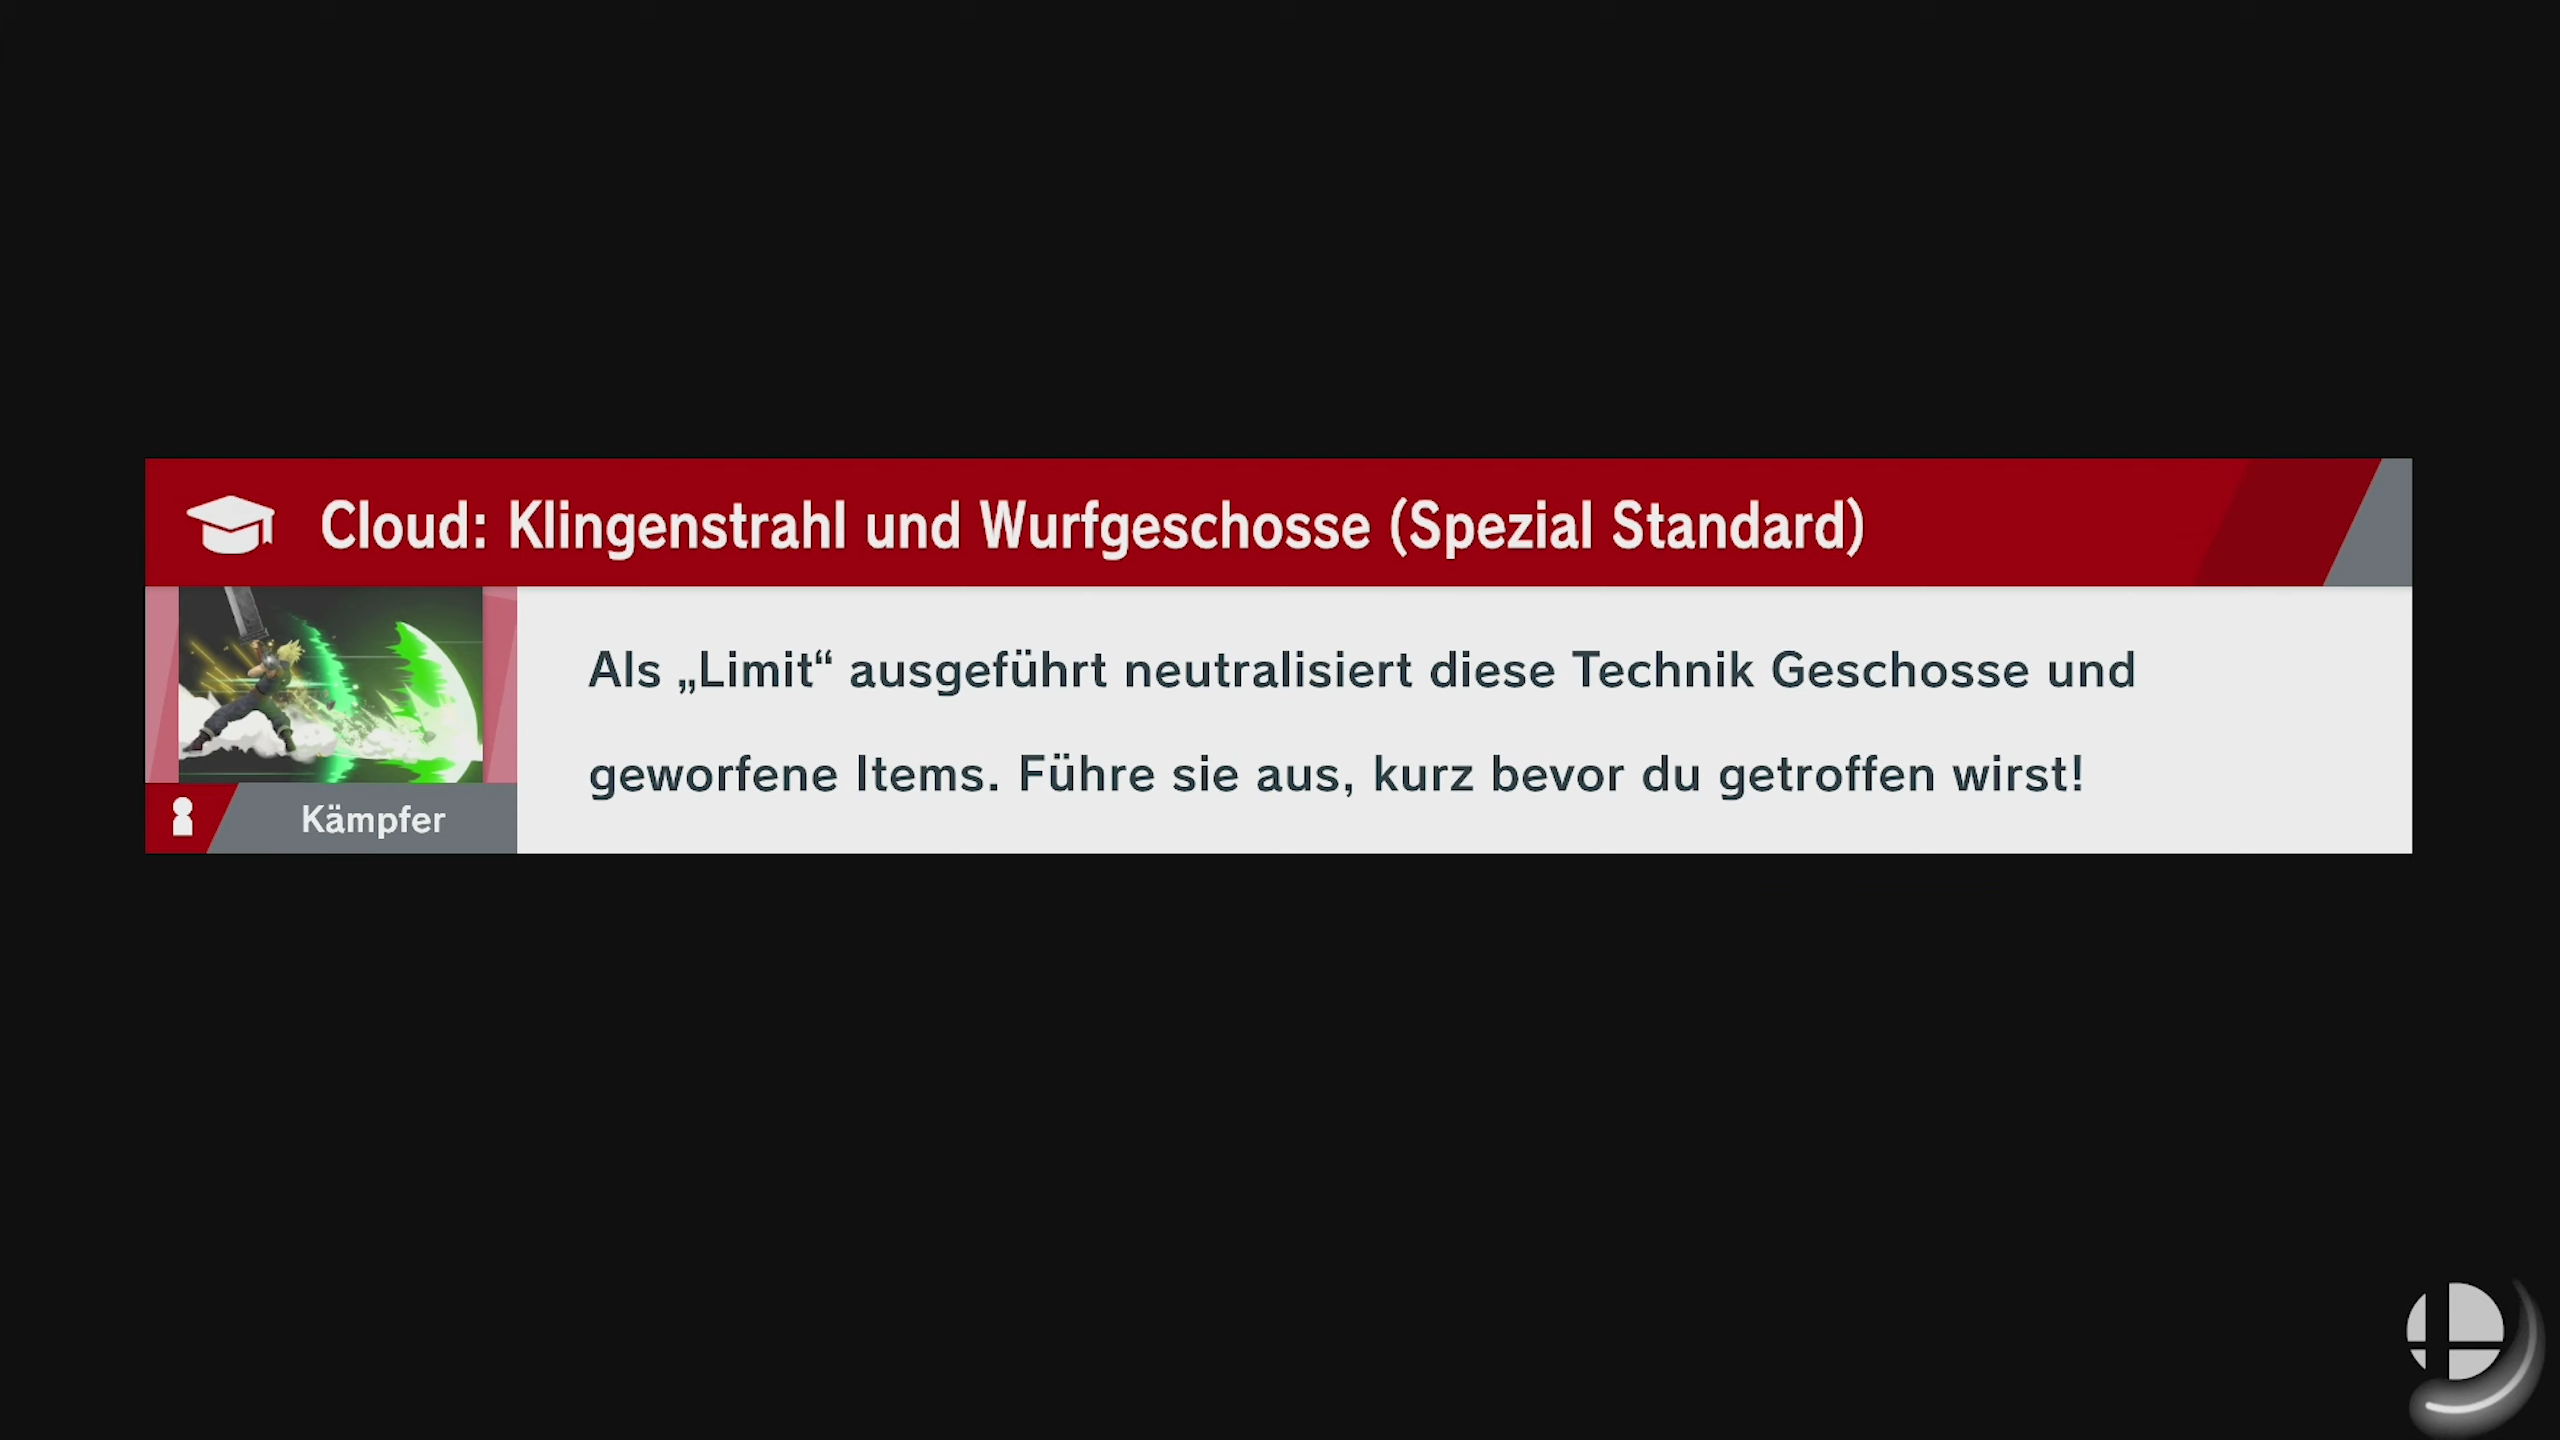 Cloud: Klingenstrahl und Wurfgeschosse (Spezial Standard)
Als „Limit“ ausgeführt neutralisiert diese Technik Geschosse und
geworfene Items. Führe sie aus, kurz bevor du getroffen wirst!
Kämpfer